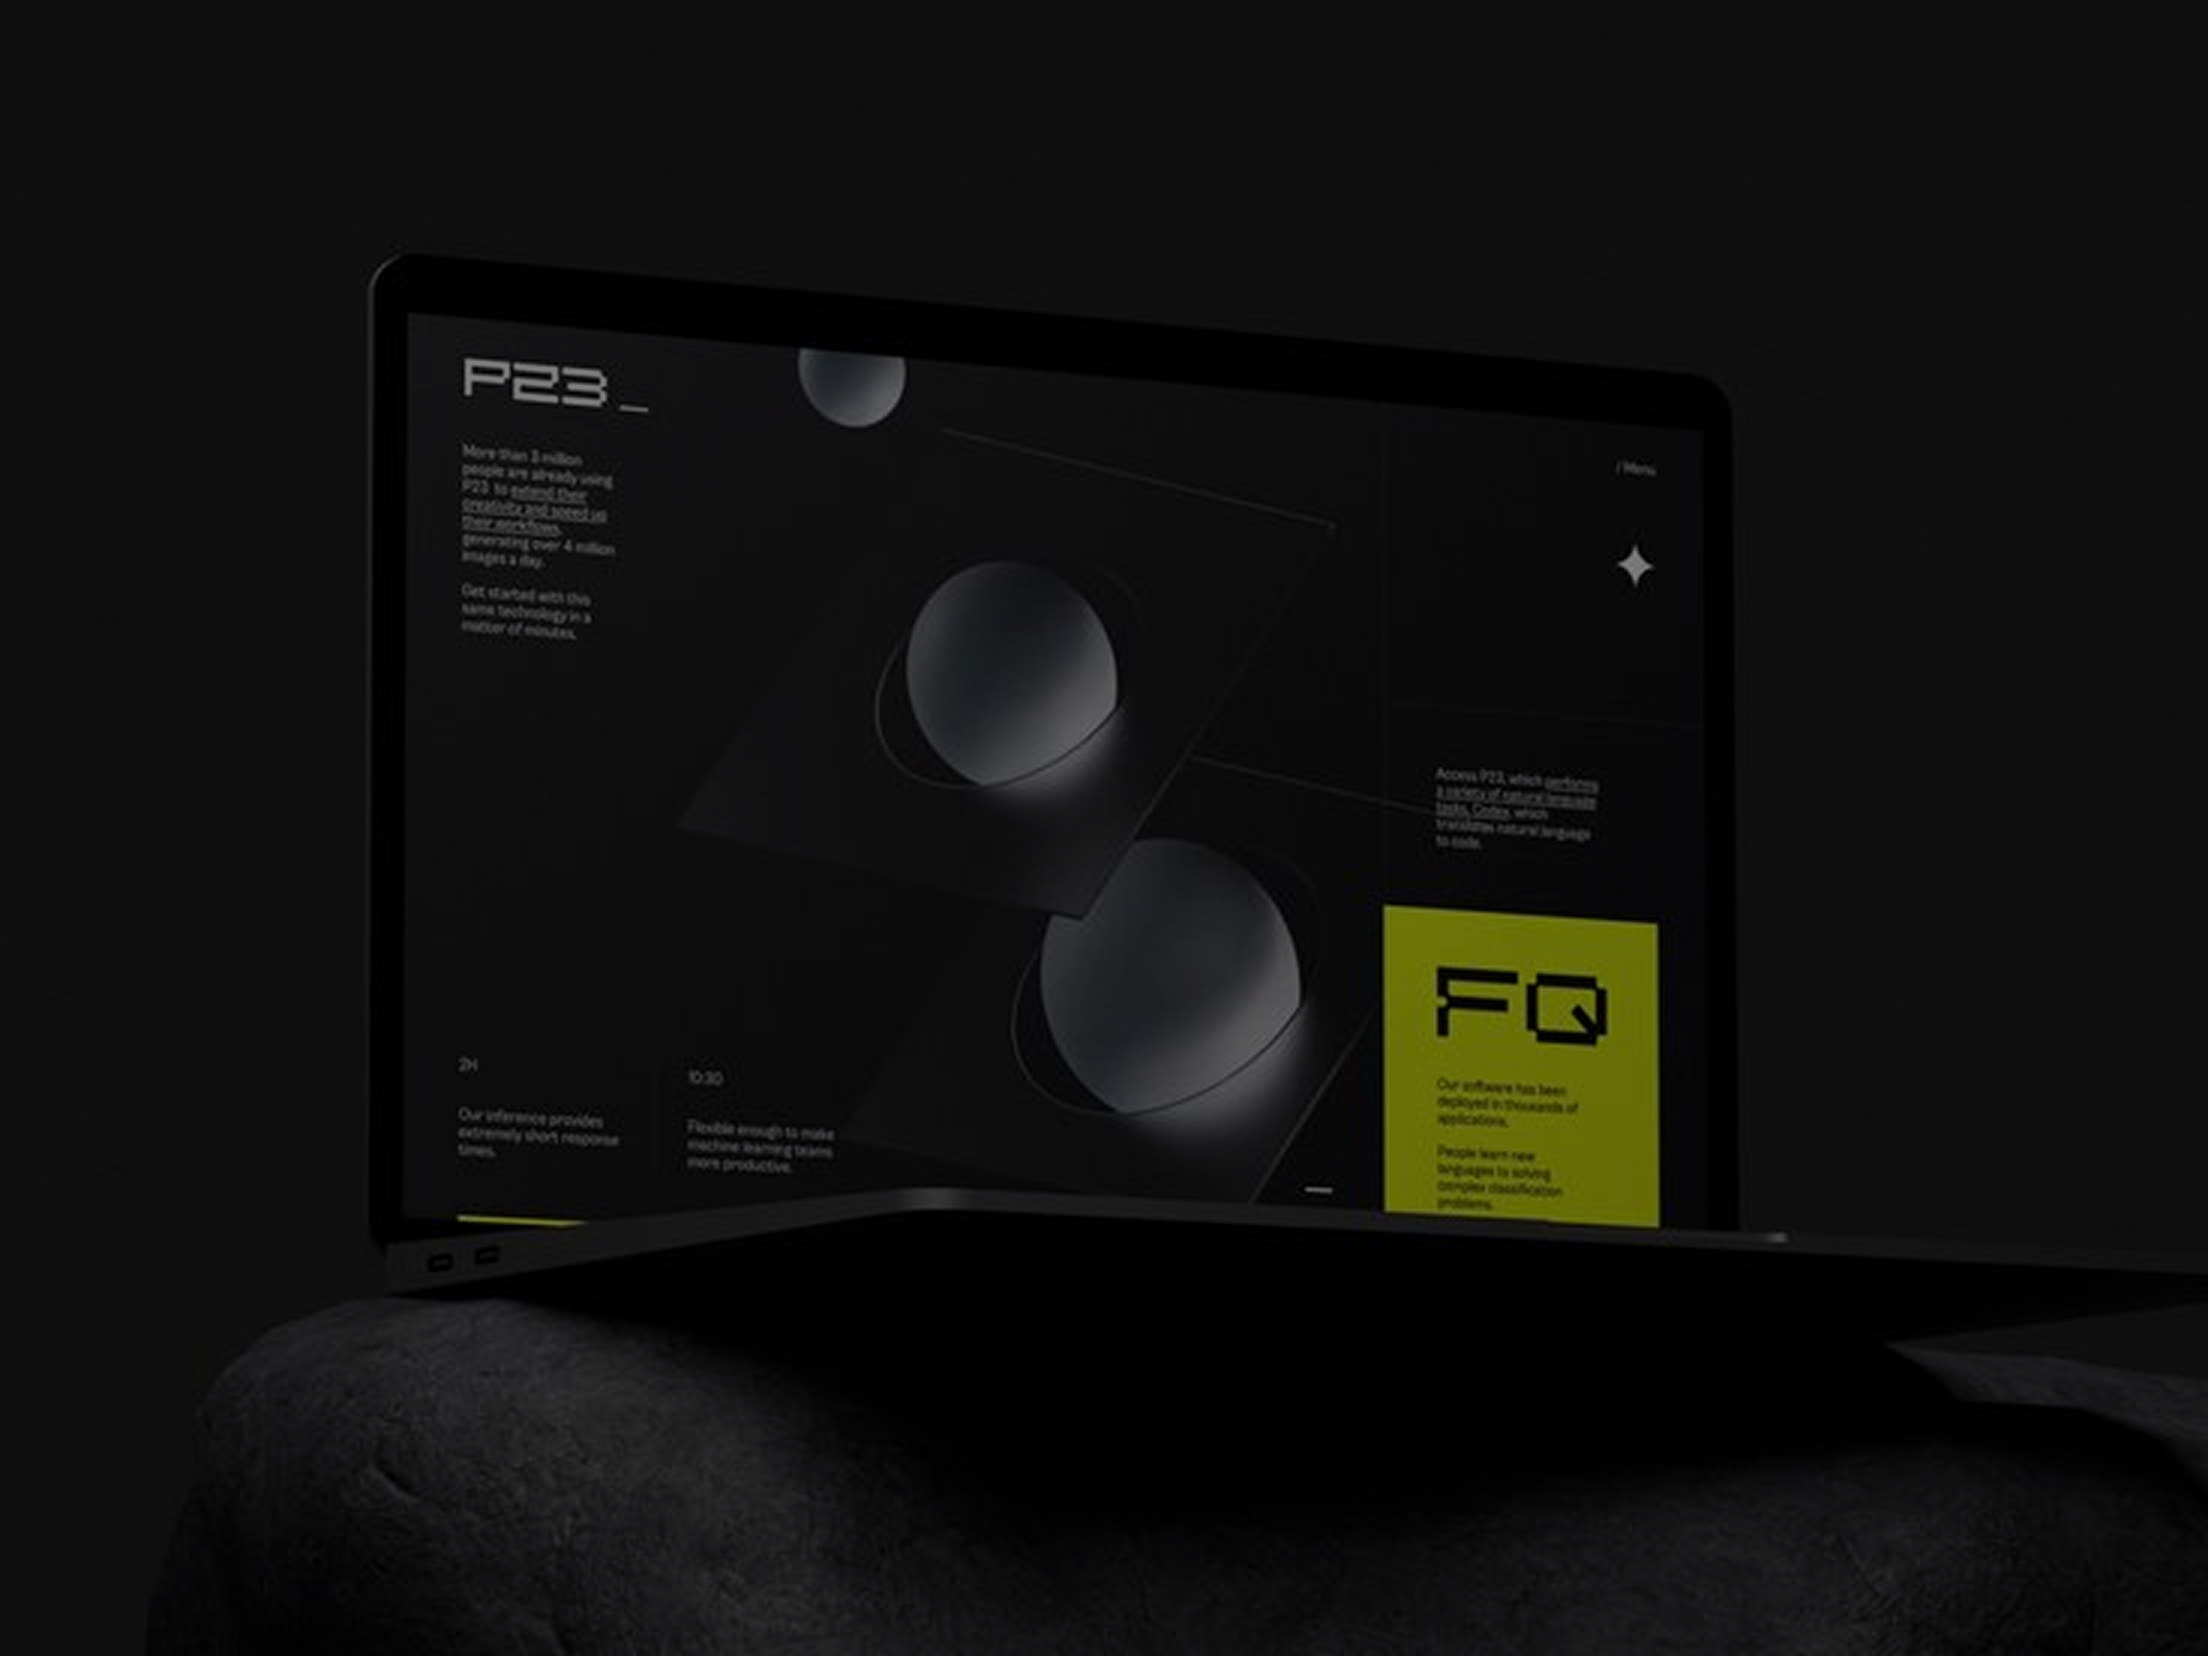 P23_
More than 3 million
people are already using
P23 to extend their
creativity and speed up
their workflows,
generating over 4 million
images a day.
Get started with this
same technology in a
matter of minutes.
/ Menu
Access P23, which performs
a variety of natural language
tasks, Codex, which
translates natural language
to code.
FQ
Our software has been
deployed in thousands of
applications.
People learn new
languages to solving
complex classification
problems.
2H
Our inference provides
extremely short response
times.
10:30
Flexible enough to make
machine learning teams
more productive.